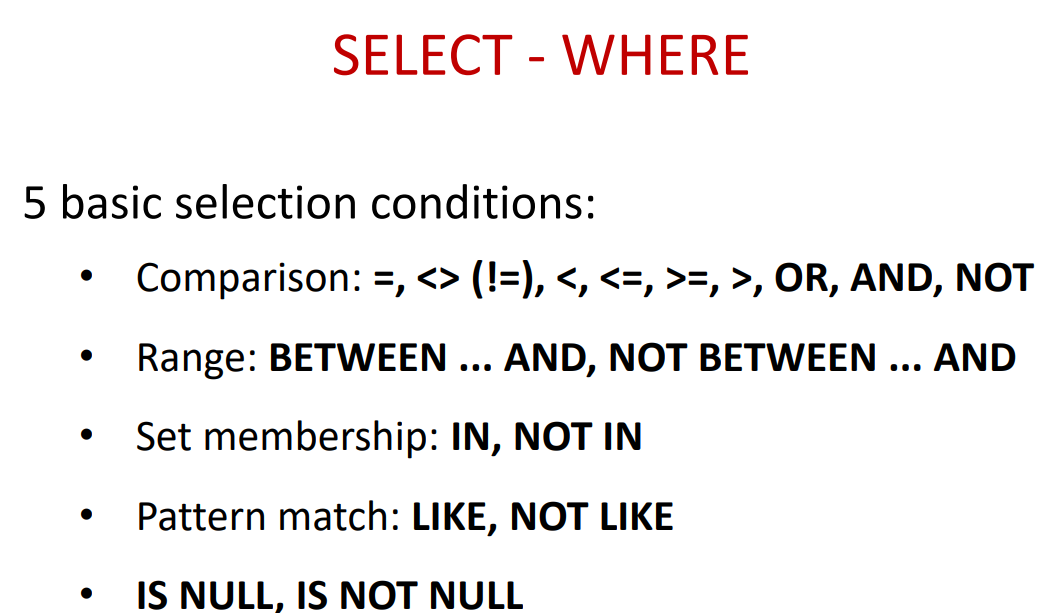 SELECT - WHERE
5 basic selection conditions:
• Comparison: =, <> (!=), <, <=, >=, >, OR, AND, NOT
• Range: BETWEEN ... AND, NOT BETWEEN ... AND
• Set membership: IN, NOT IN
• Pattern match: LIKE, NOT LIKE
• IS NULL, IS NOT NULL